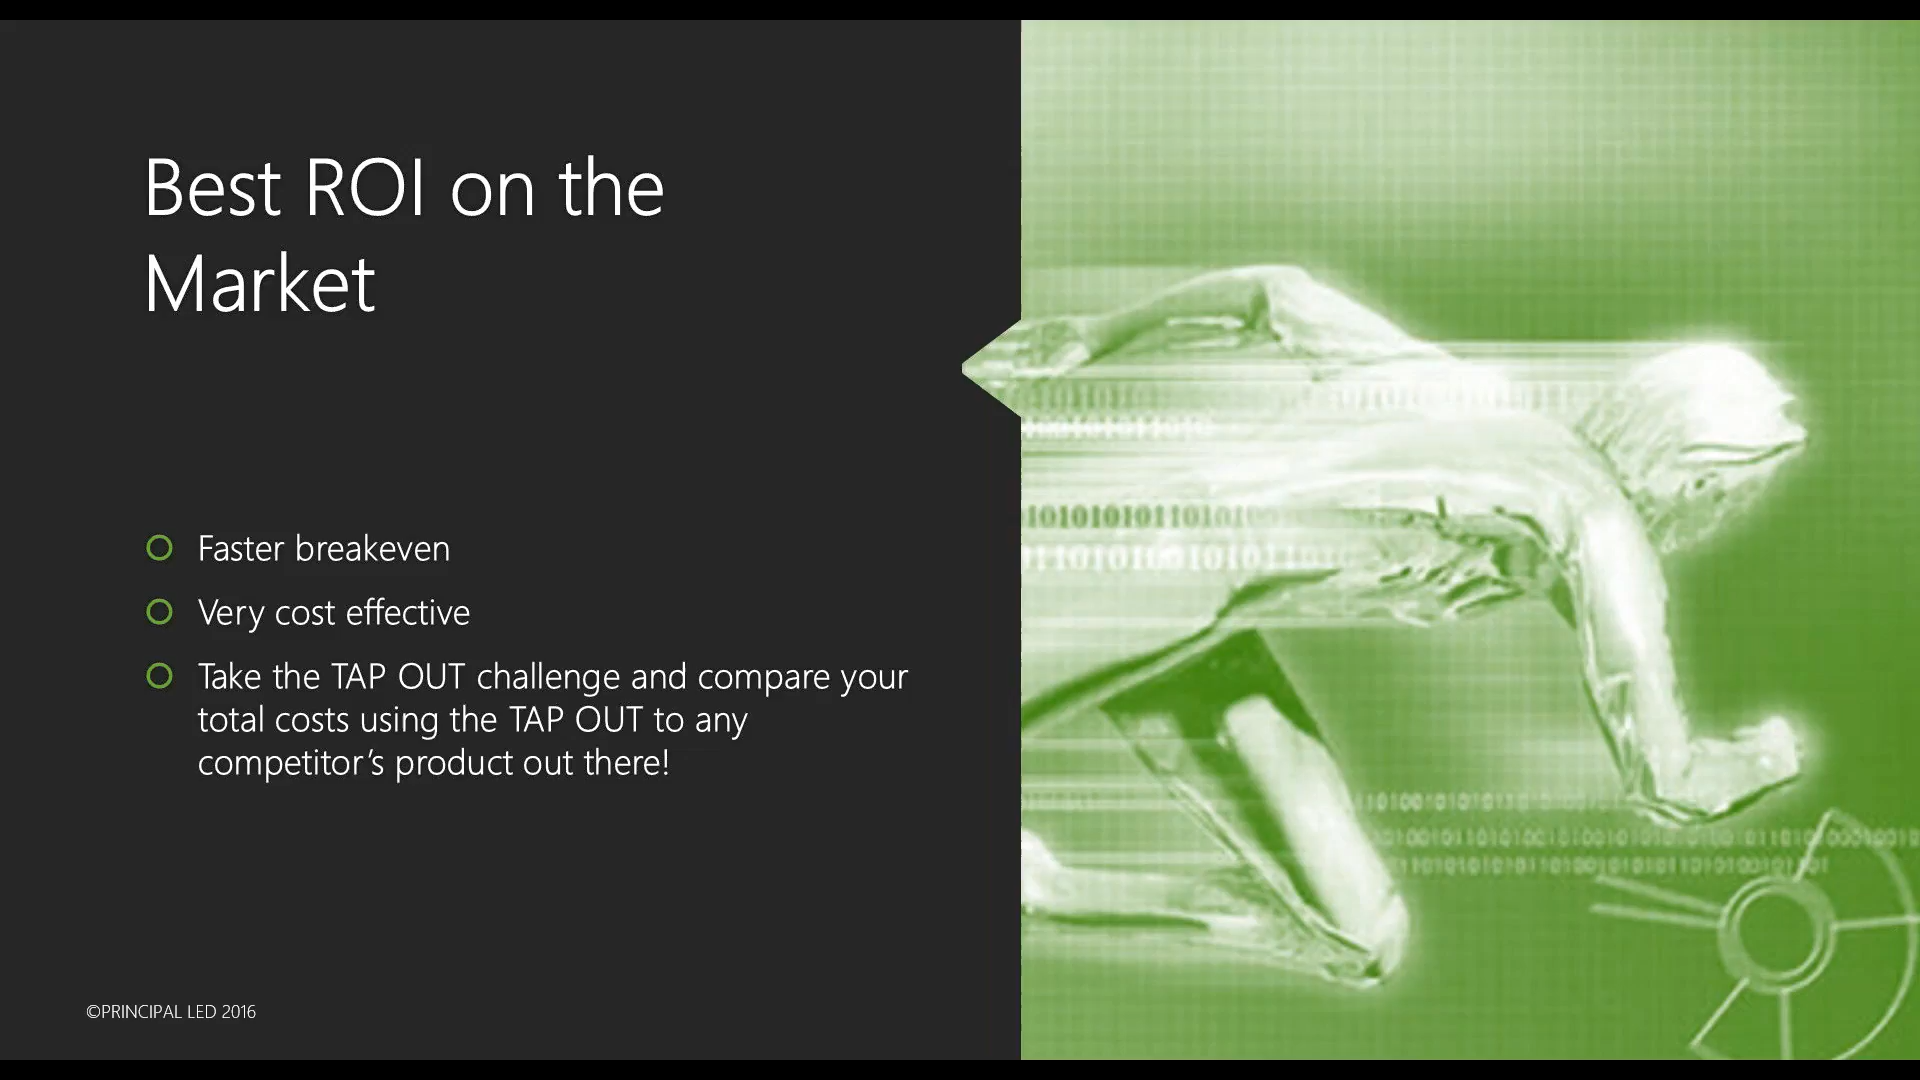 Best ROI on the
Market
Faster breakeven
Very cost effective
Take the TAP OUT challenge and compare your
total costs using the TAP OUT to any
competitor's product out there!
©PRINCIPAL LED 2016